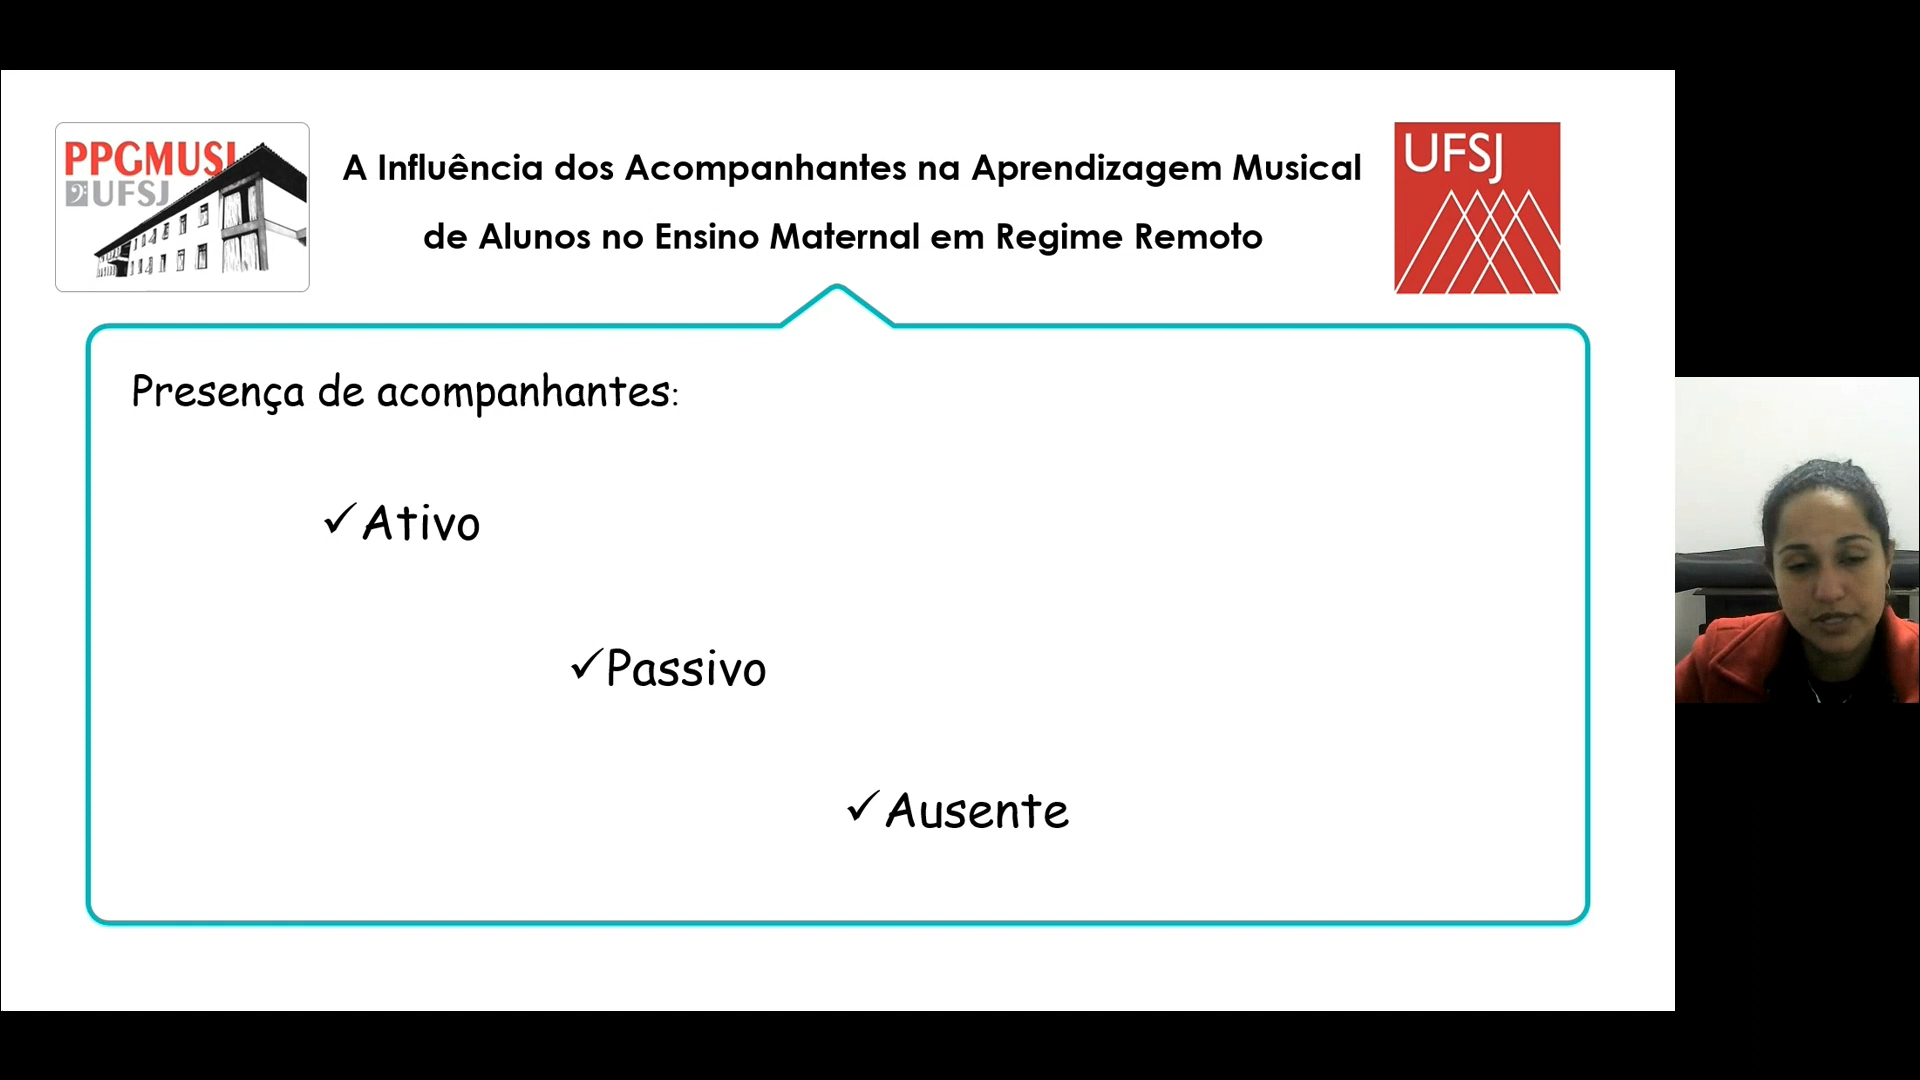 PPGMUSI
UFSJ
A Influência dos Acompanhantes na Aprendizagem Musical
de Alunos no Ensino Maternal em Regime Remoto
UFSJ
Presença de acompanhantes:
✓Ativo
✓Passivo
✓Ausente